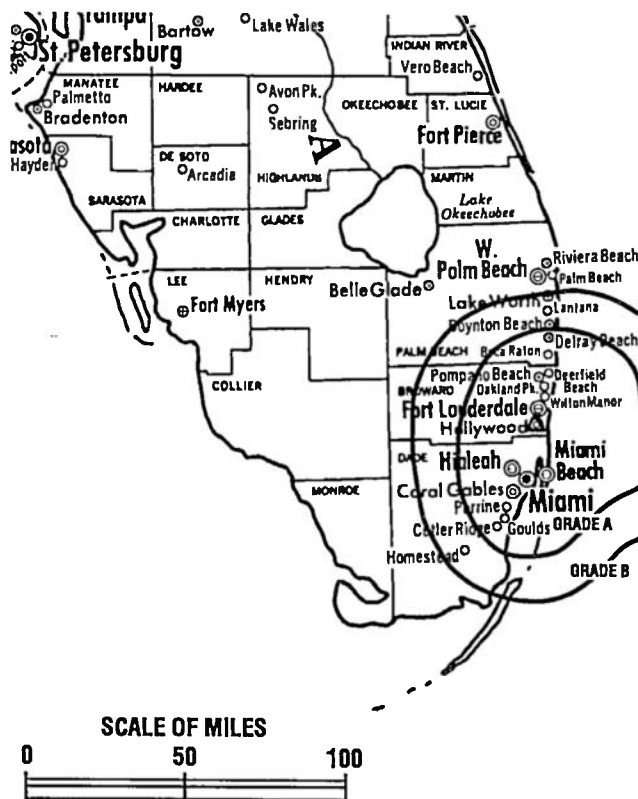 Tampa
Bartow
Lake Wales
St. Petersburg
INDIAN RIVER
Vero Beach
MANATEE
HARDEE
Avon Pk.
OKEECHOBEE
ST. LUCIE
Palmetto
Sebring
Bradenton
Fort Pierce
A
asota
Hayden
DE SOTO
Arcadia
HIGHLANDS
MARTIN
SARASOTA
Lake
Okeechobee
CHARLOTTE
GLADES
W.
Palm Beach
Riviera Beach
Palm Beach
LEE
HENDRY
Belle Glade
Fort Myers
Lake Worth
Lantana
Boynton Beach
Delray Beach
PALM BEACH
Boca Raton
COLLIER
Pompano Beach
Deerfield
Beach
BROWARD
Oakland Pk.
Wilton Manor
Fort Lauderdale
Hollywood
DADE
Hialeah
Miami
Beach
MONROE
Coral Gables
Miami
Perrine
Cutler Ridge
Goulds
GRADE A
Homestead
GRADE B
SCALE OF MILES
0 50 100